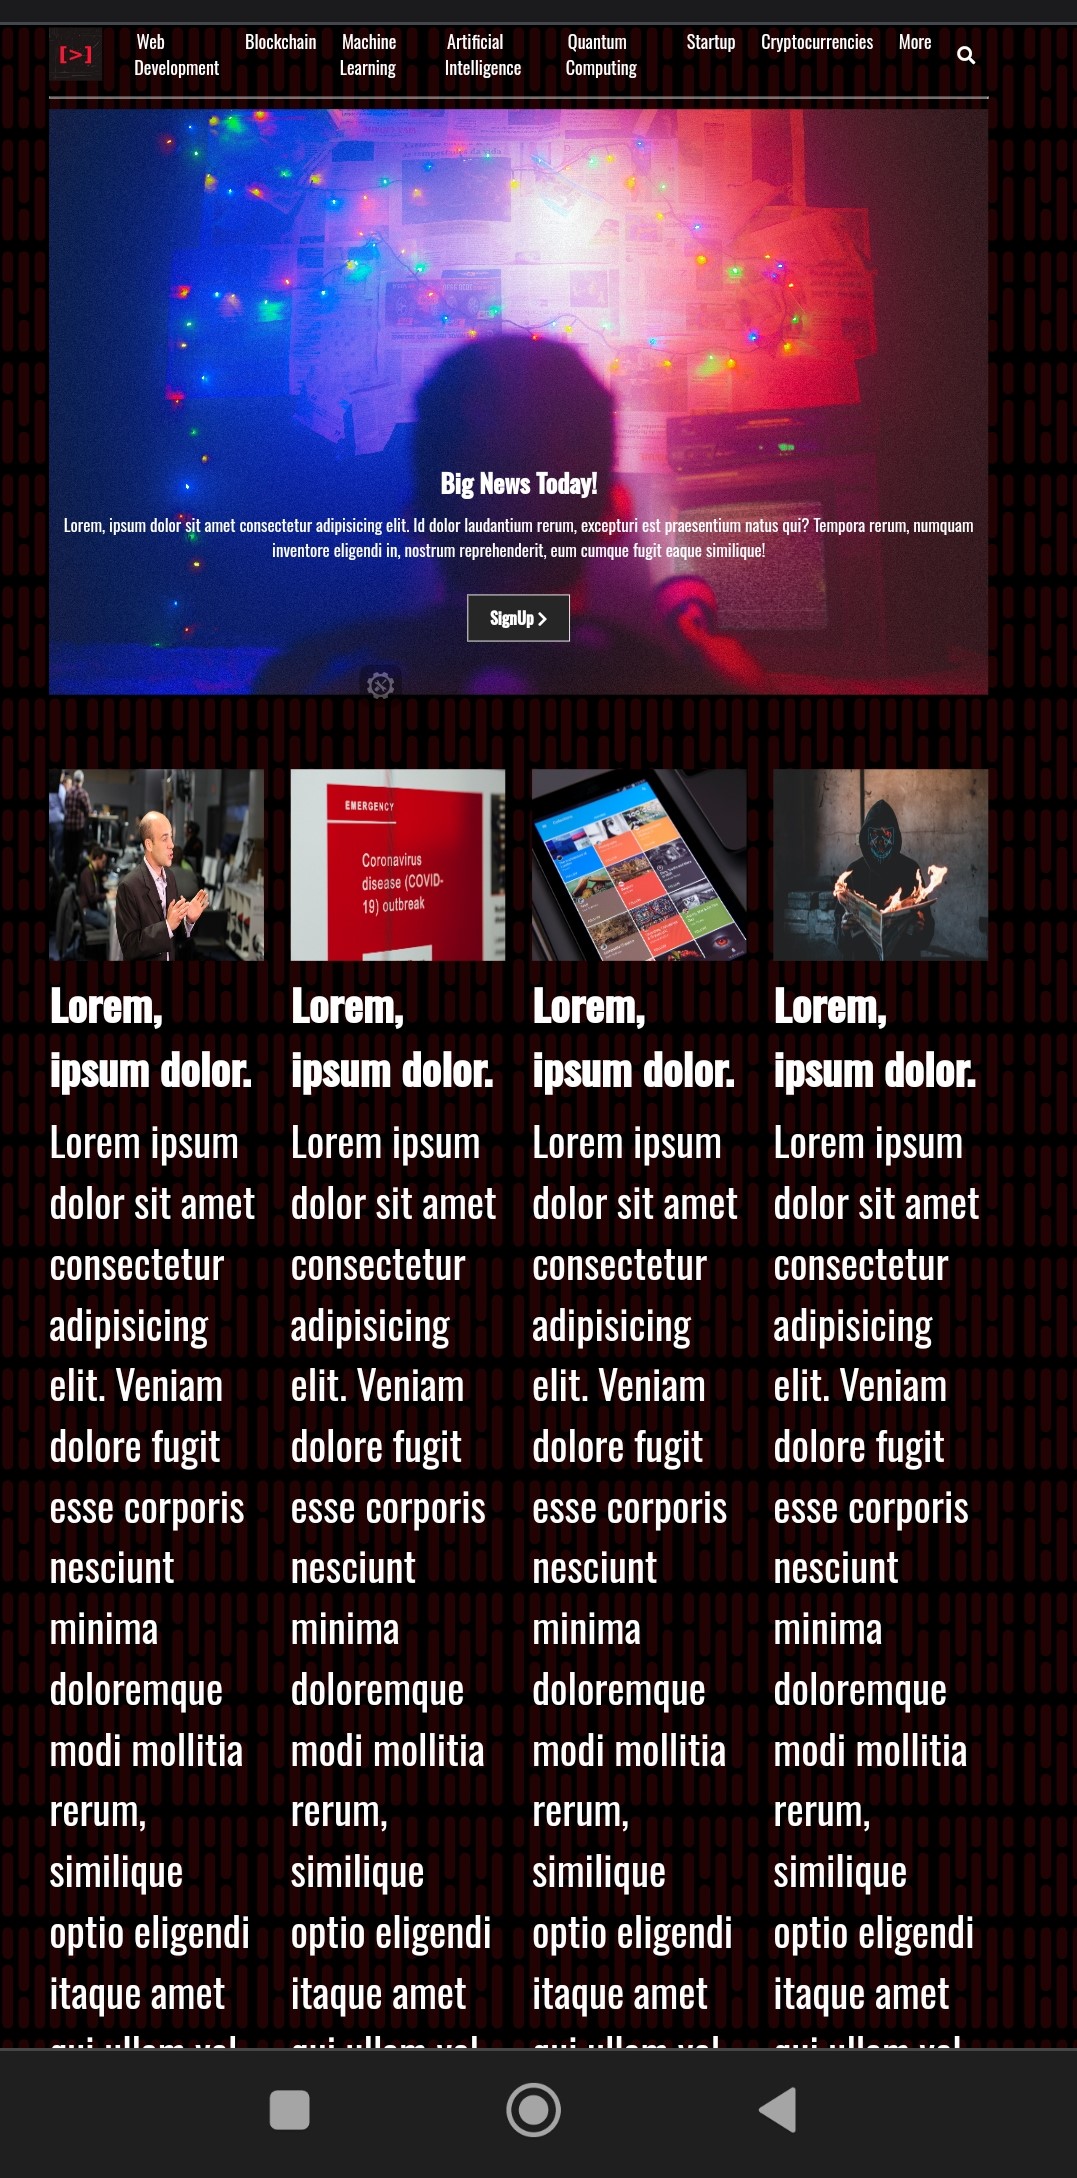 [>]
Web Development
Blockchain
Machine Learning
Artificial Intelligence
Quantum Computing
Startup
Cryptocurrencies
More
Big News Today!
Lorem, ipsum dolor sit amet consectetur adipisicing elit. Id dolor laudantium rerum, excepturi est praesentium natus qui? Tempora rerum, numquam
inventore eligendi in, nostrum reprehenderit, eum cumque fugit eaque similique!
SignUp
EMERGENCY
Coronavirus
disease (COVID-
19) outbreak
Lorem,
ipsum dolor.
Lorem ipsum
dolor sit amet
consectetur
adipisicing
elit. Veniam
dolore fugit
esse corporis
nesciunt
minima
doloremque
modi mollitia
rerum,
similique
optio eligendi
itaque amet
Lorem,
ipsum dolor.
Lorem ipsum
dolor sit amet
consectetur
adipisicing
elit. Veniam
dolore fugit
esse corporis
nesciunt
minima
doloremque
modi mollitia
rerum,
similique
optio eligendi
itaque amet
Lorem,
ipsum dolor.
Lorem ipsum
dolor sit amet
consectetur
adipisicing
elit. Veniam
dolore fugit
esse corporis
nesciunt
minima
doloremque
modi mollitia
rerum,
similique
optio eligendi
itaque amet
Lorem,
ipsum dolor.
Lorem ipsum
dolor sit amet
consectetur
adipisicing
elit. Veniam
dolore fugit
esse corporis
nesciunt
minima
doloremque
modi mollitia
rerum,
similique
optio eligendi
itaque amet